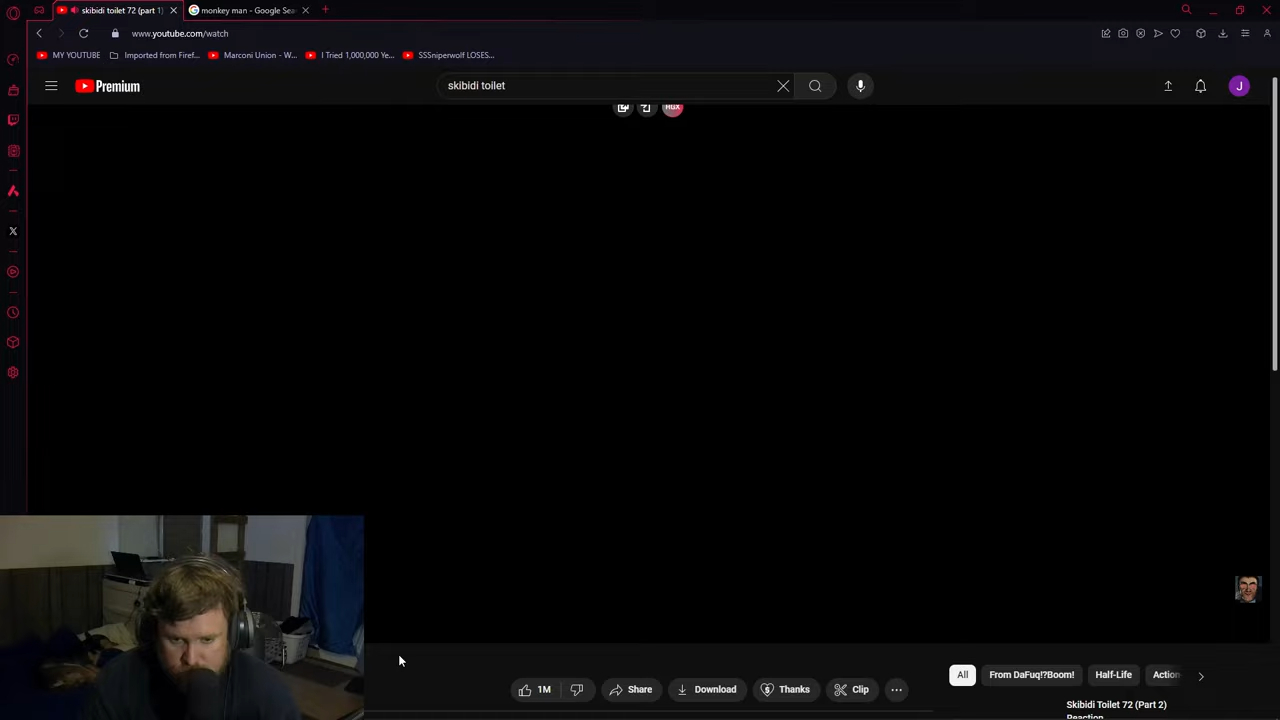 skibidi toilet 72 (part 1)
monkey man - Google Sea
www.youtube.com/watch
MY YOUTUBE
Imported from Firef...
Marconi Union - W...
I Tried 1,000,000 Ye...
SSSniperwolf LOSES...
Premium
skibidi toilet
J
1M
Share
Download
Thanks
Clip
All
From DaFuq!?Boom!
Half-Life
Action
Skibidi Toilet 72 (Part 2)
Reaction